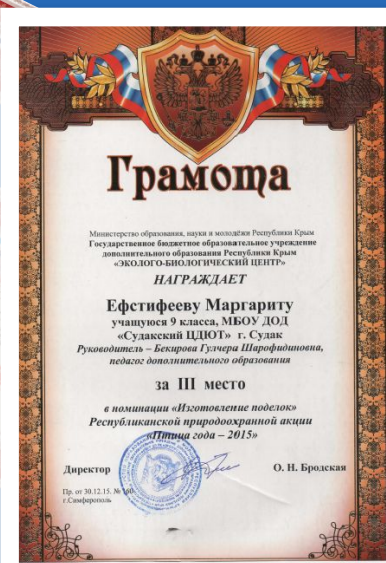 Грамота
Министерство образования, науки и молодёжи Республики Крым
Государственное бюджетное образовательное учреждение
дополнительного образования Республики Крым
«ЭКОЛОГО-БИОЛОГИЧЕСКИЙ ЦЕНТР»
НАГРАЖДАЕТ
Ефстифееву Маргариту
учащуюся 9 класса, МБОУ ДОД
«Судакский ЦДЮТ» г. Судак
Руководитель – Бекирова Гулчера Шарофидиновна,
педагог дополнительного образования
за III место
в номинации «Изготовление поделок»
Республиканской природоохранной акции
«Птица года – 2015»
Директор
О. Н. Бродская
Пр. от 30.12.15. № 160
г.Симферополь